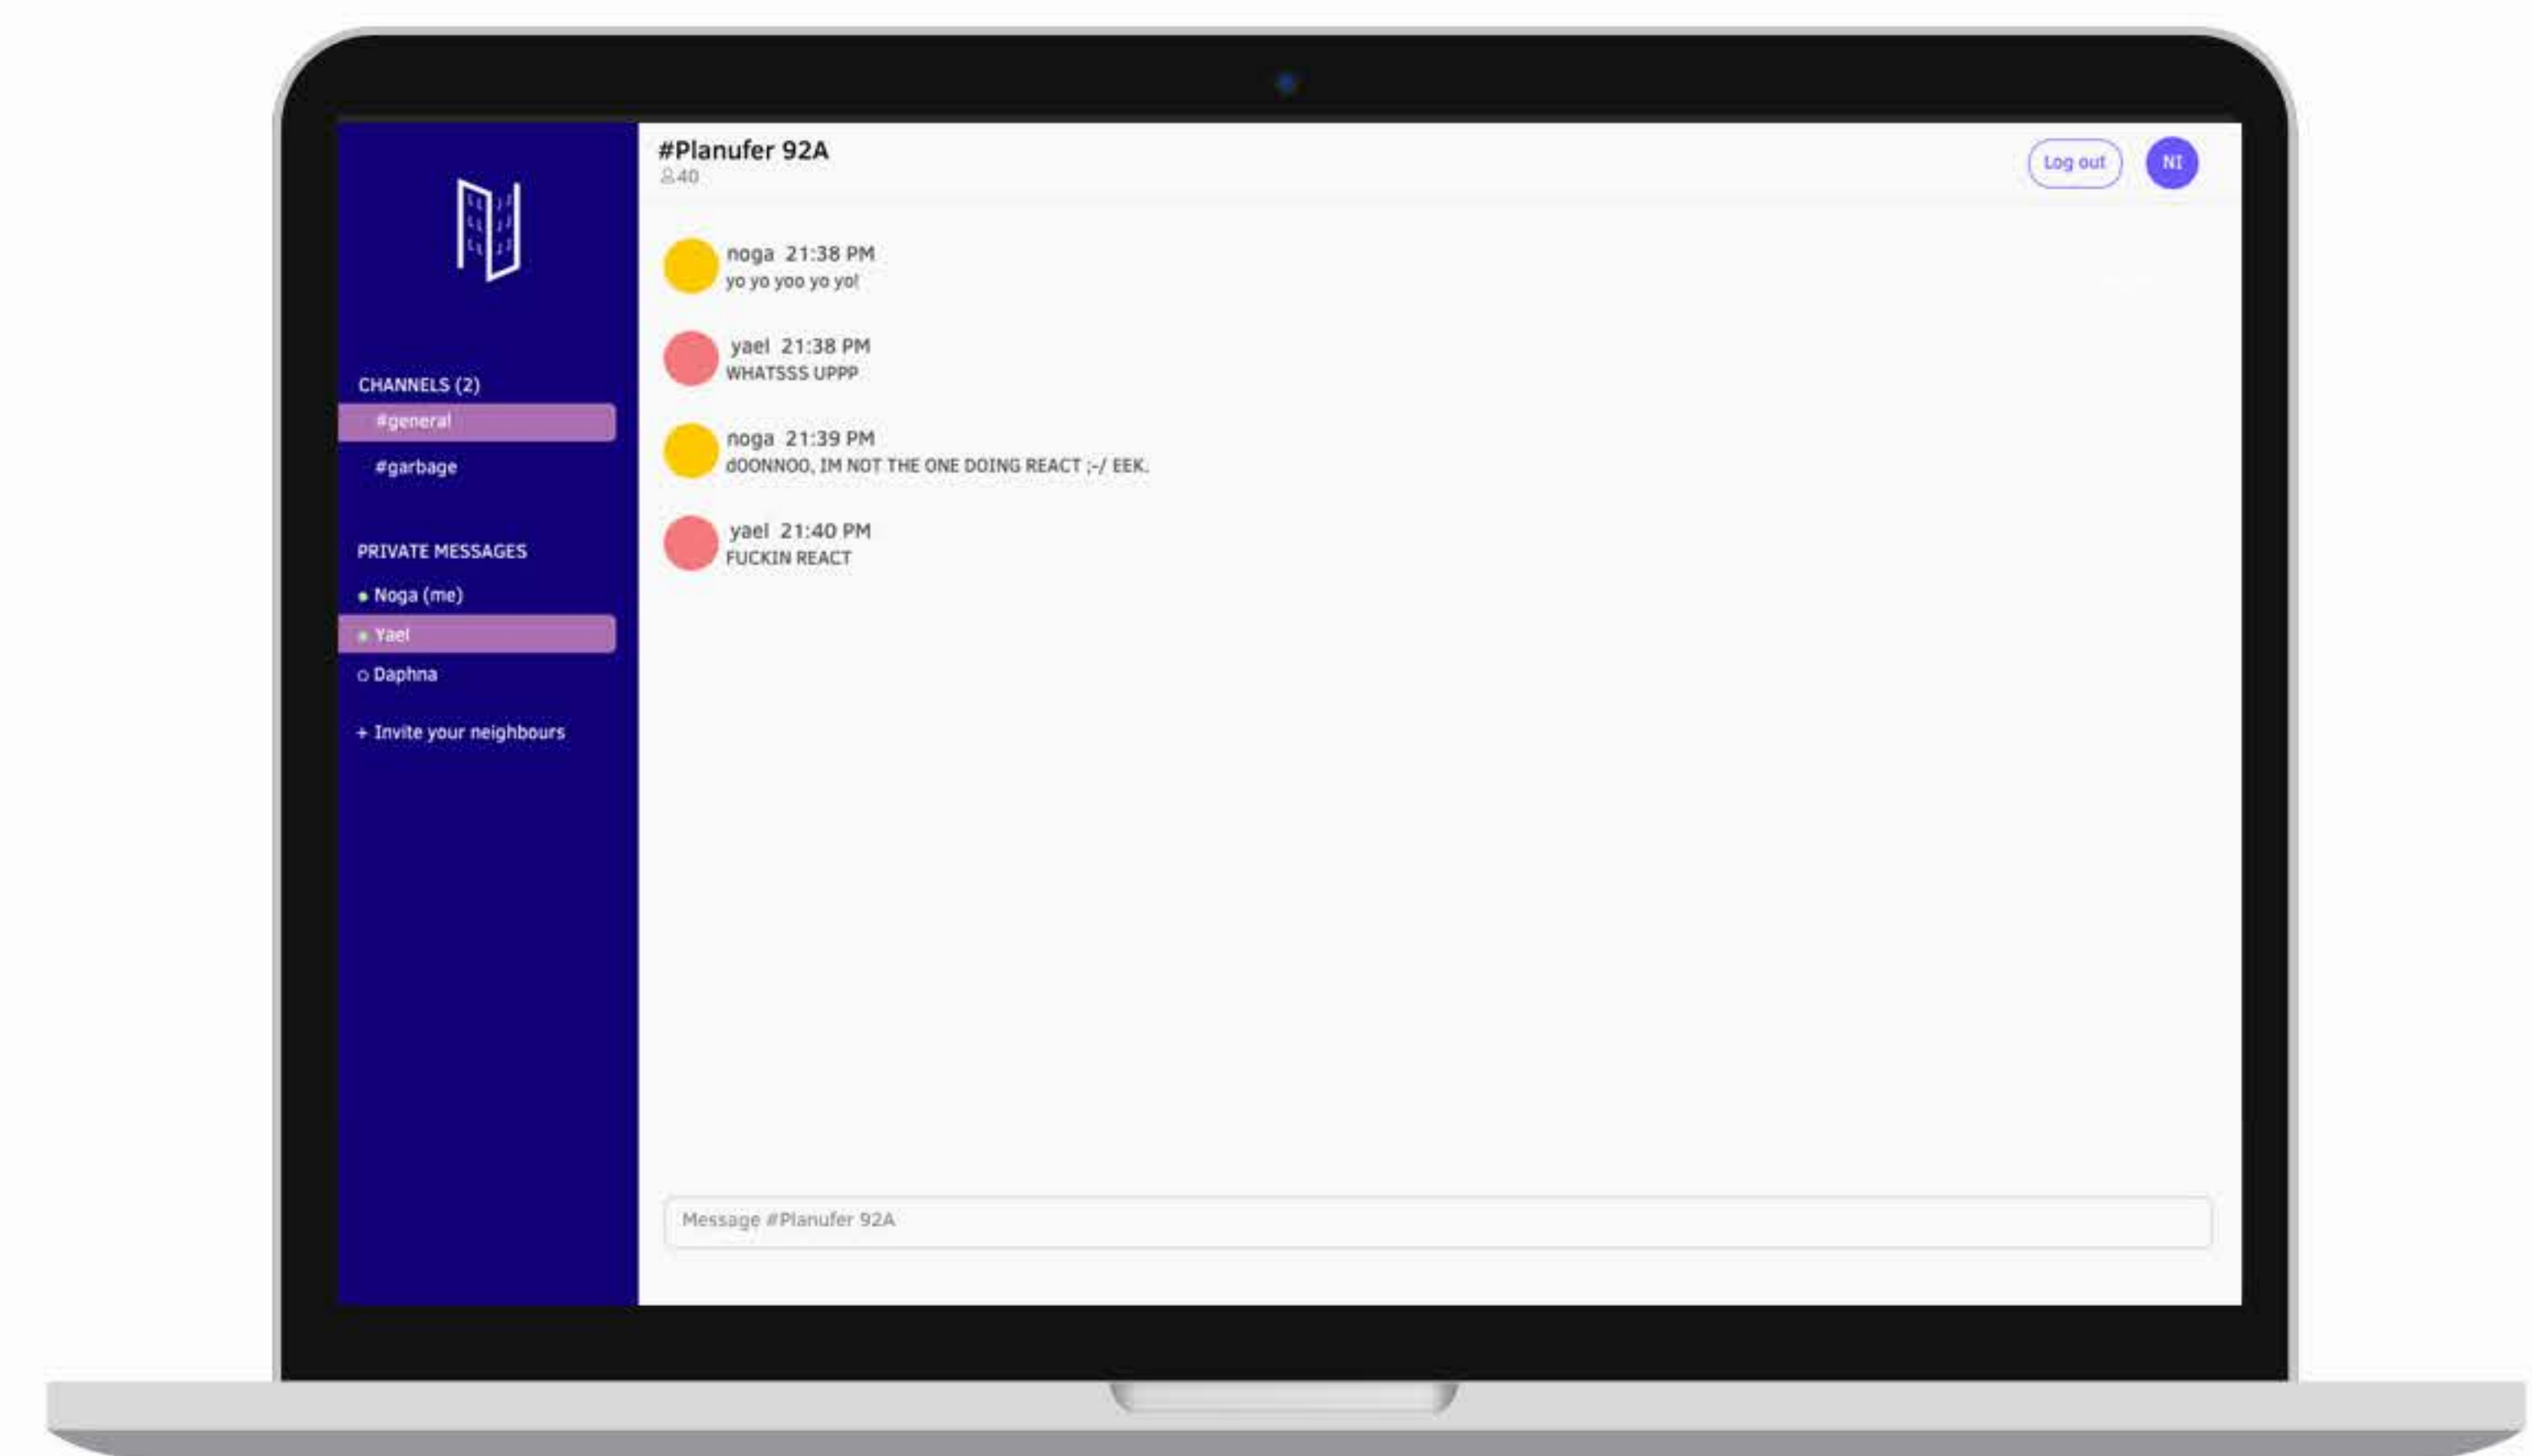 CHANNELS (2)
#general
#garbage
PRIVATE MESSAGES
Noga (me)
Yael
Daphna
+ Invite your neighbours
#Planufer 92A
40
Log out
NI
noga 21:38 PM
yo yo yoo yo yo!
yael 21:38 PM
WHATSSS UPPP
noga 21:39 PM
dOONNOO, IM NOT THE ONE DOING REACT ;-/ EEK.
yael 21:40 PM
FUCKIN REACT
Message #Planufer 92A